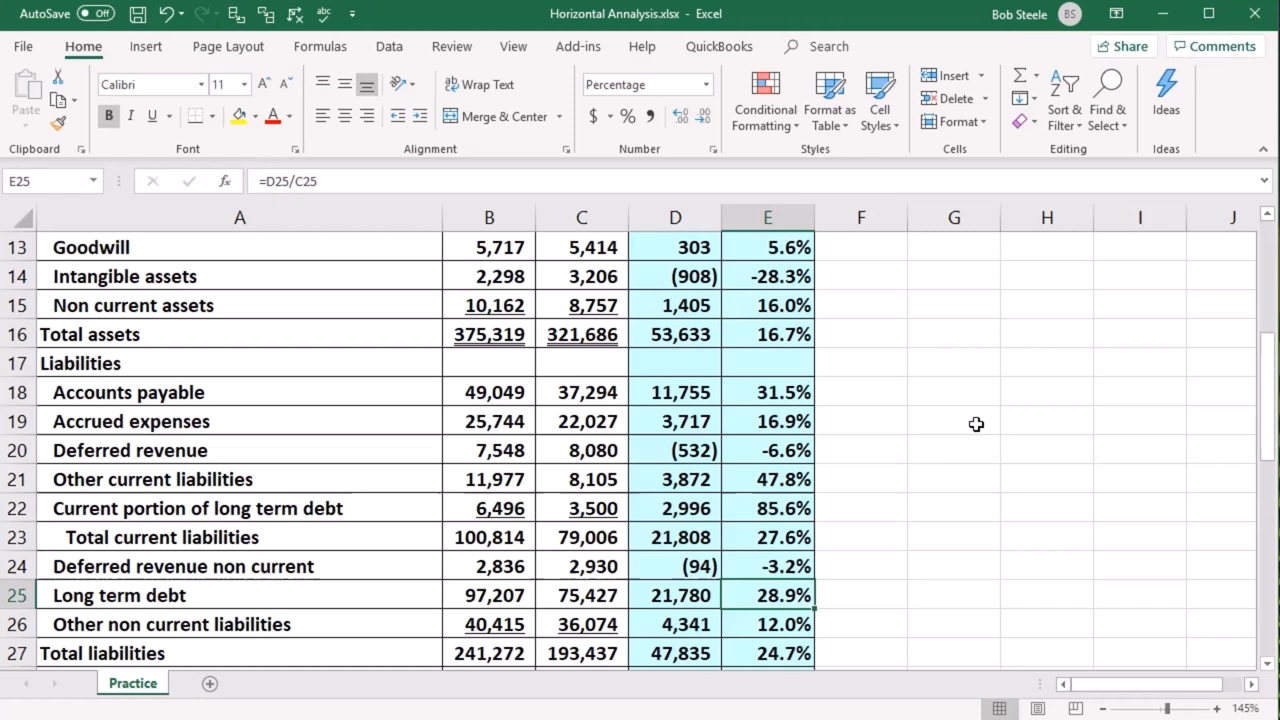 AutoSave Off Horizontal Annalysis.xlsx - Excel Bob Steele BS
File Home Insert Page Layout Formulas Data Review View Add-ins Help QuickBooks Search Share Comments
Paste Calibri 11 A A Wrap Text Percentage Conditional Formatting Format as Table Cell Styles Insert Σ Sort & Filter Find & Select Ideas
B I U A Merge & Center $ % Delete
Format
Clipboard Font Alignment Number Styles Cells Editing Ideas
E25 fx =D25/C25
A B C D E F G H I J
13 Goodwill 5,717 5,414 303 5.6%
14 Intangible assets 2,298 3,206 (908) -28.3%
15 Non current assets 10,162 8,757 1,405 16.0%
16 Total assets 375,319 321,686 53,633 16.7%
17 Liabilities
18 Accounts payable 49,049 37,294 11,755 31.5%
19 Accrued expenses 25,744 22,027 3,717 16.9%
20 Deferred revenue 7,548 8,080 (532) -6.6%
21 Other current liabilities 11,977 8,105 3,872 47.8%
22 Current portion of long term debt 6,496 3,500 2,996 85.6%
23 Total current liabilities 100,814 79,006 21,808 27.6%
24 Deferred revenue non current 2,836 2,930 (94) -3.2%
25 Long term debt 97,207 75,427 21,780 28.9%
26 Other non current liabilities 40,415 36,074 4,341 12.0%
27 Total liabilities 241,272 193,437 47,835 24.7%
Practice
145%